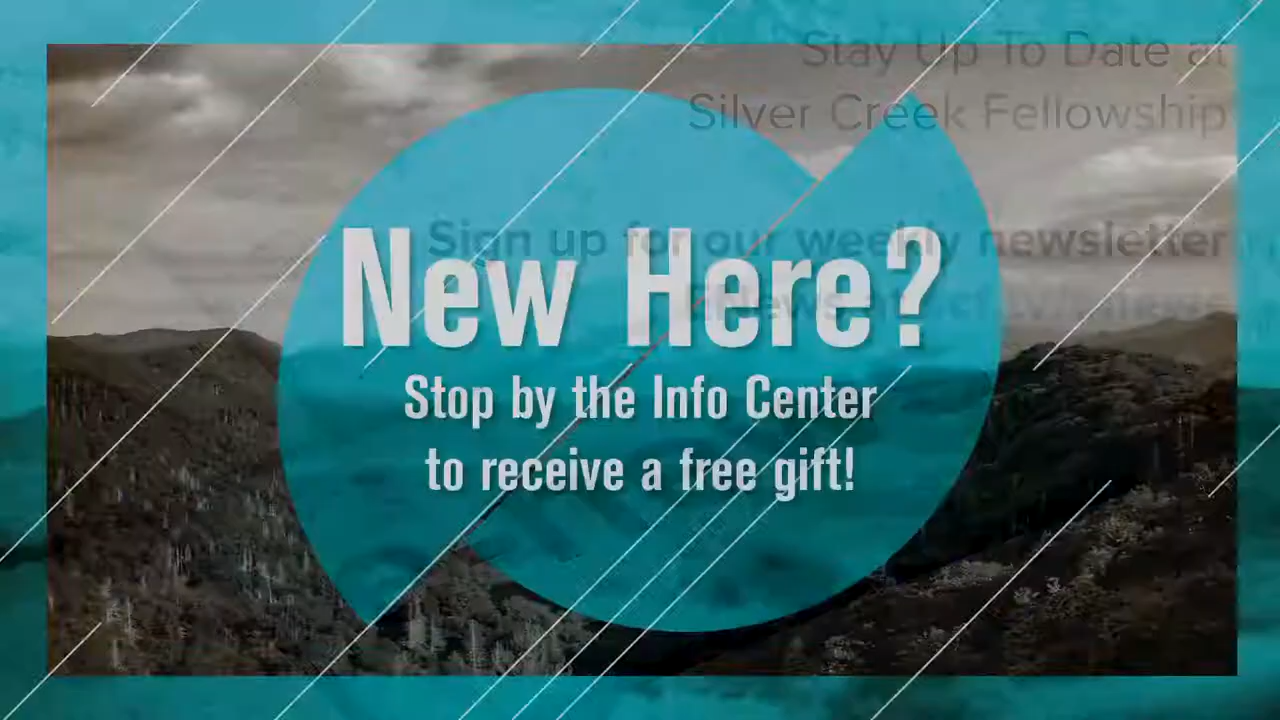 Stay Up To Date at
Silver Creek Fellowship
Sign up for our weekly newsletter
New Here?
Stop by the Info Center
to receive a free gift!